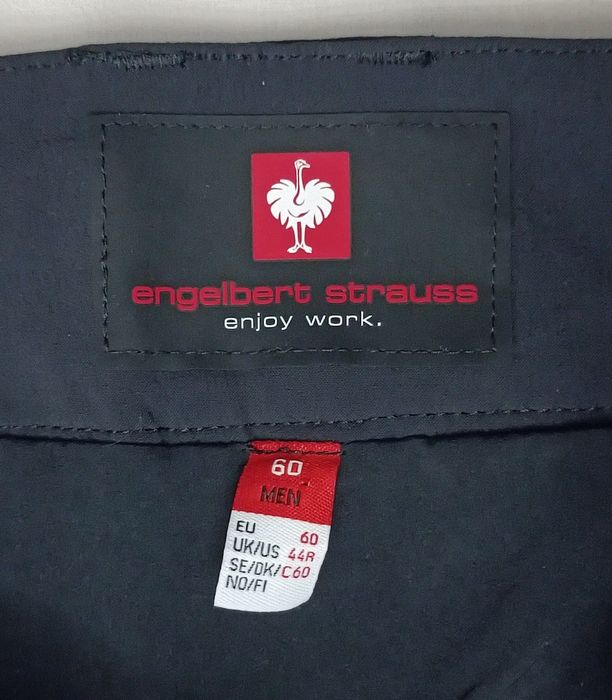 engelbert strauss
enjoy work.
60
MEN
EU 60
UK/US 44R
SE/DK/ C60
NO/FI